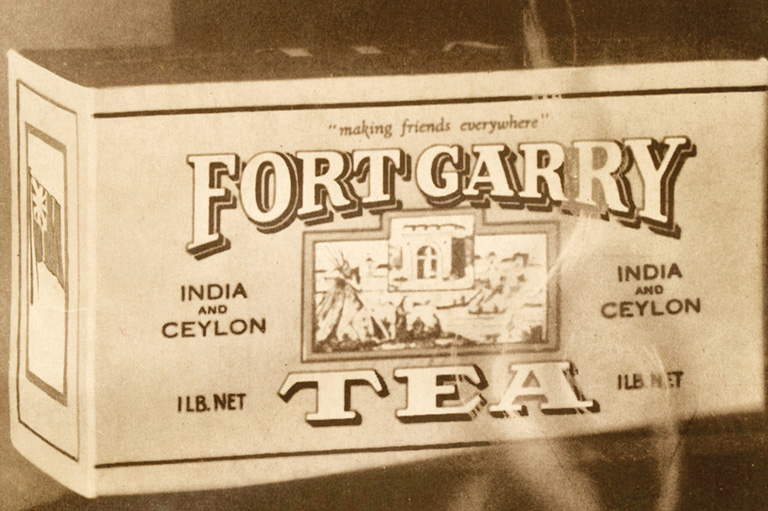 "making friends everywhere"
FORT GARRY
INDIA
AND
CEYLON
INDIA
AND
CEYLON
1 LB. NET
TEA
1 LB. NET